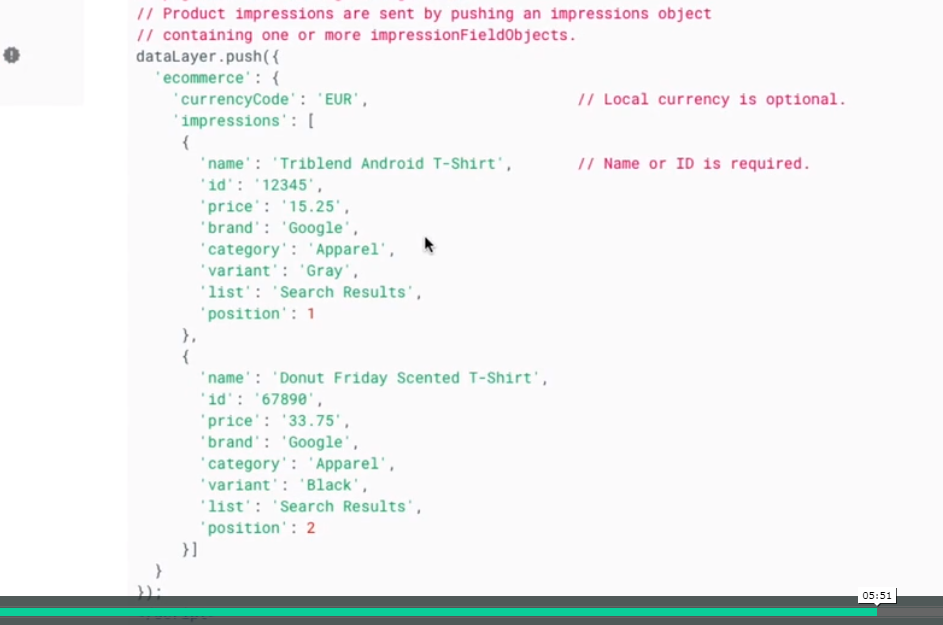 // Product impressions are sent by pushing an impressions object
// containing one or more impressionFieldObjects.
dataLayer.push({
'ecommerce': {
'currencyCode': 'EUR', // Local currency is optional.
'impressions': [
{
'name': 'Triblend Android T-Shirt', // Name or ID is required.
'id': '12345',
'price': '15.25',
'brand': 'Google',
'category': 'Apparel',
'variant': 'Gray',
'list': 'Search Results',
'position': 1
},
{
'name': 'Donut Friday Scented T-Shirt',
'id': '67890',
'price': '33.75',
'brand': 'Google',
'category': 'Apparel',
'variant': 'Black',
'list': 'Search Results',
'position': 2
}]
}
});
05:51